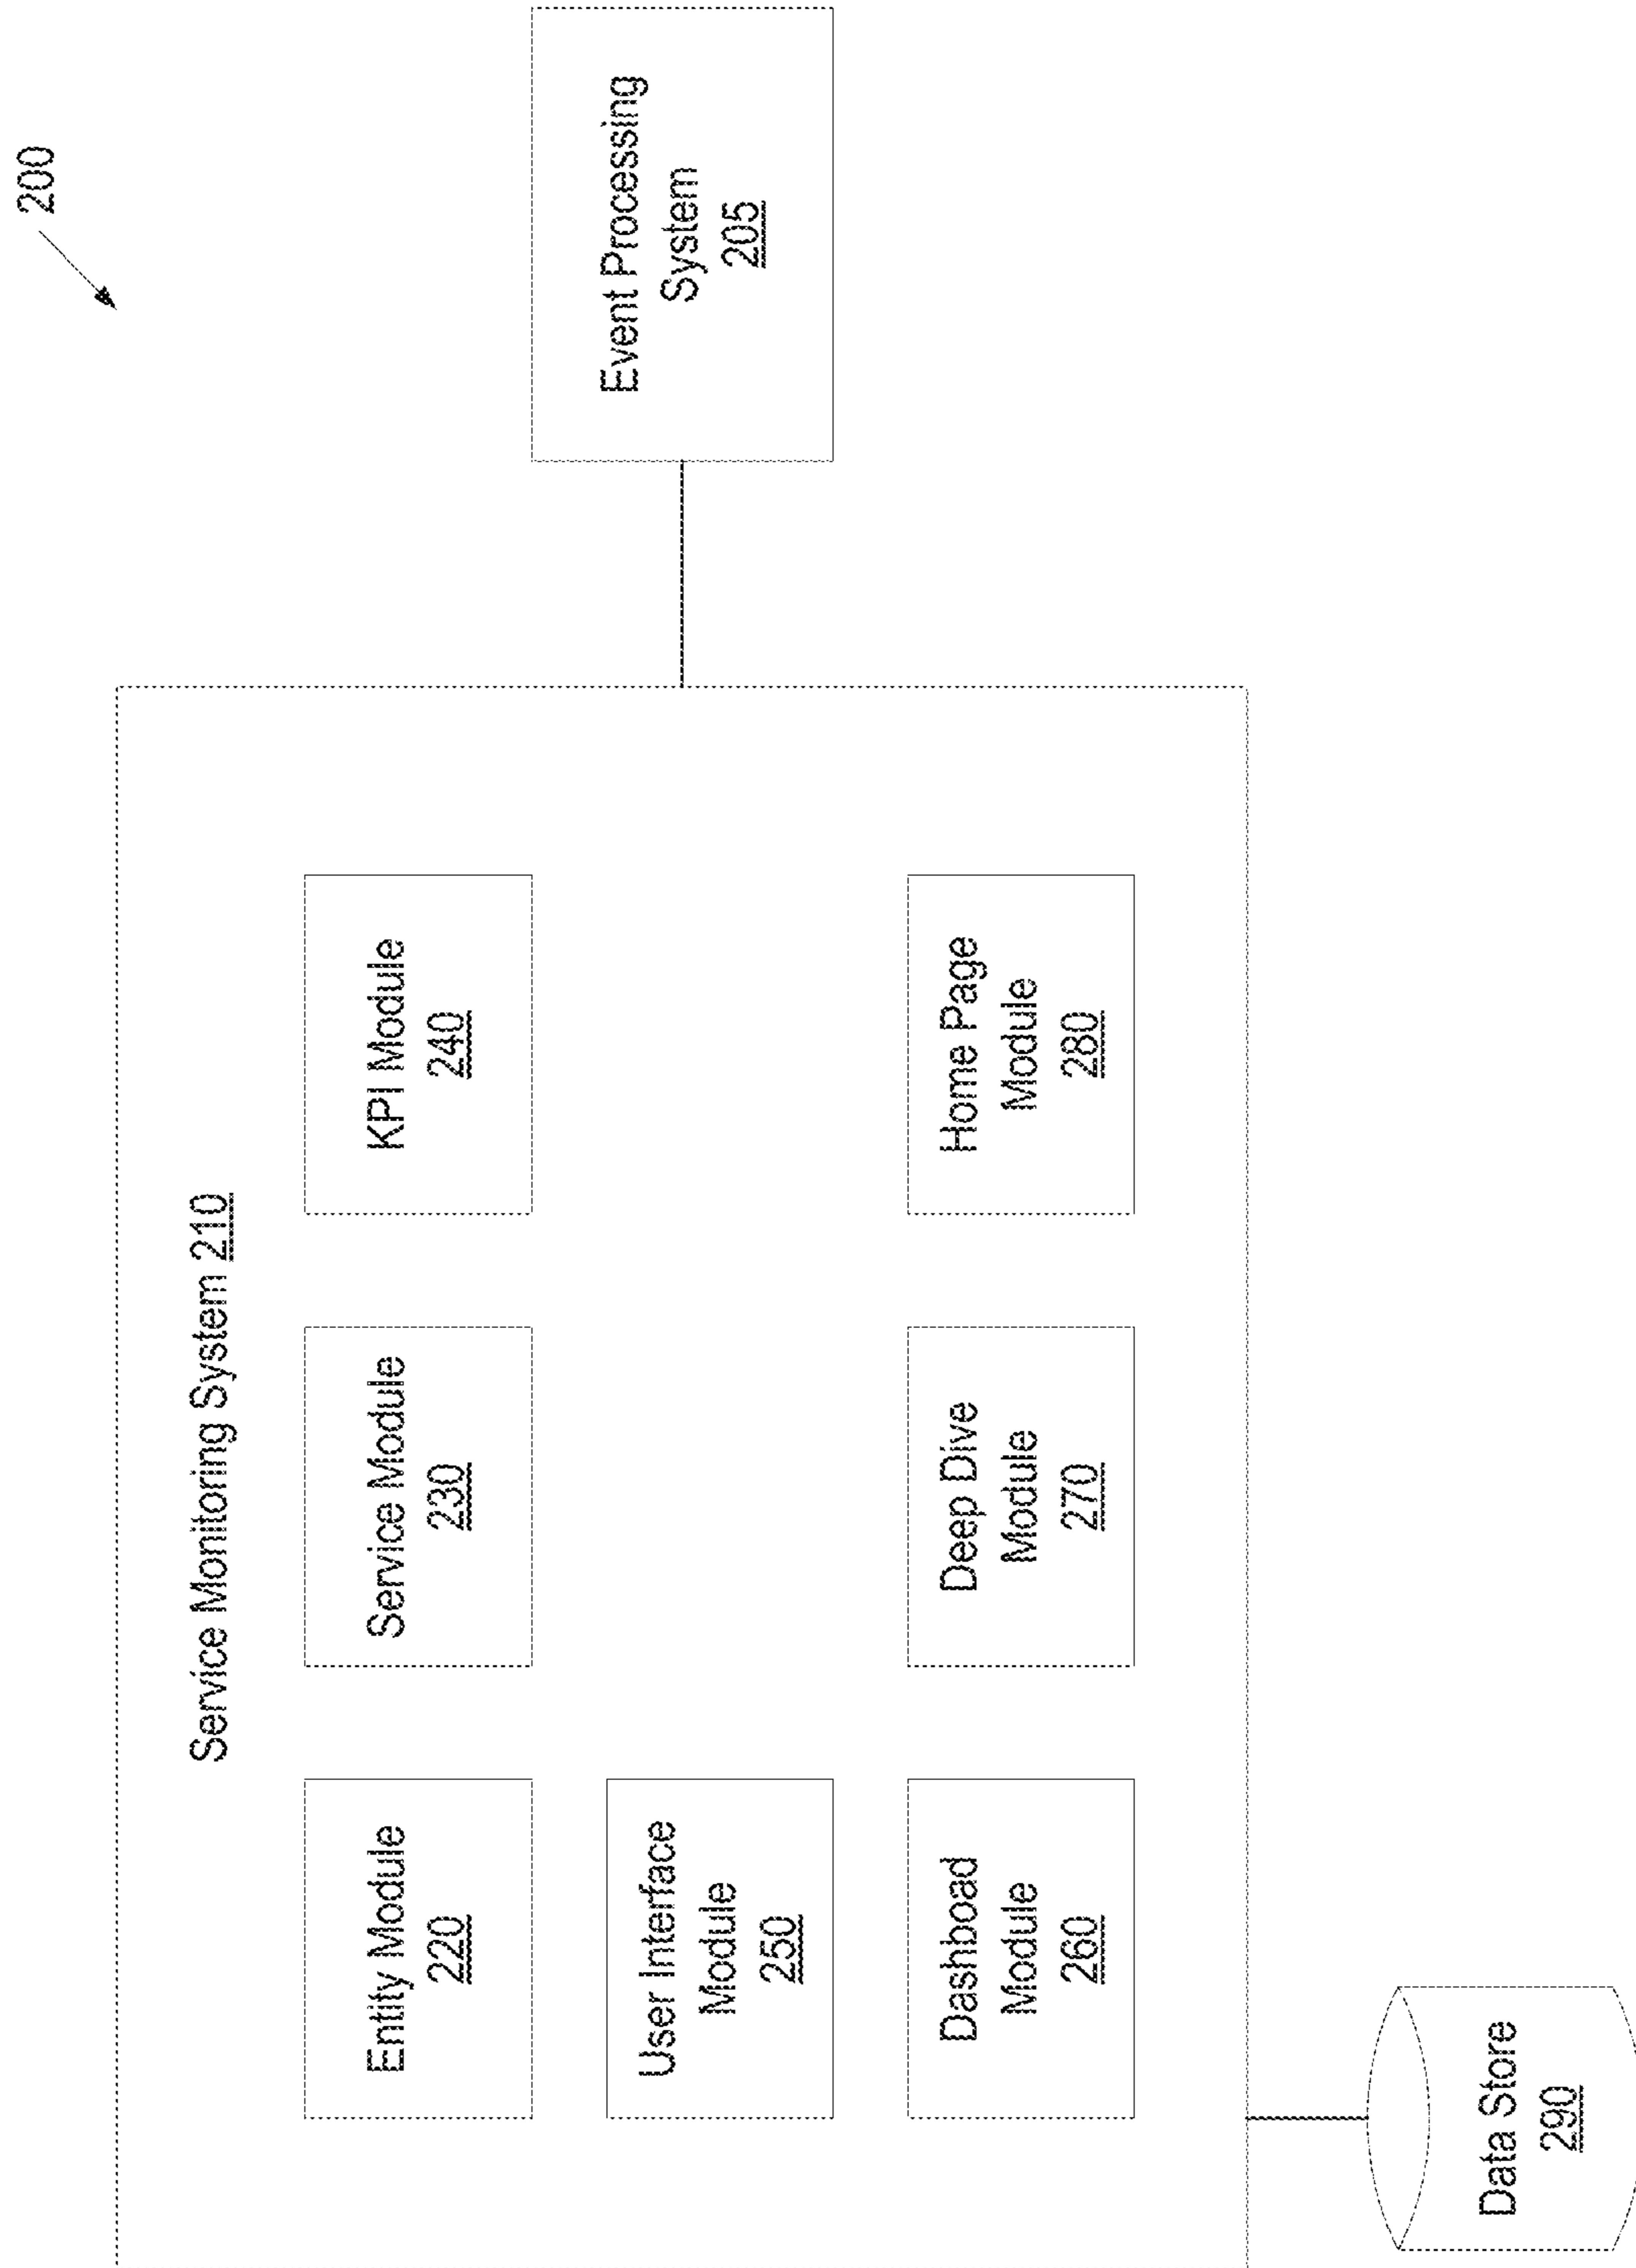 200
Service Monitoring System 210
Entity Module
220
Service Module
230
KPI Module
240
User Interface
Module
250
Event Processing
System
205
Dashboad
Module
260
Deep Dive
Module
270
Home Page
Module
280
Data Store
290